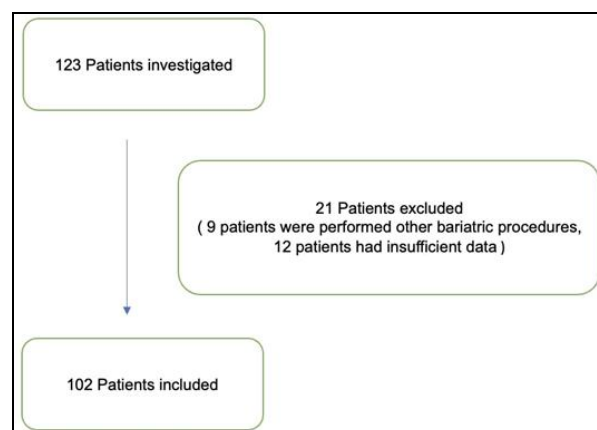 123 Patients investigated
21 Patients excluded
( 9 patients were performed other bariatric procedures,
12 patients had insufficient data )
102 Patients included